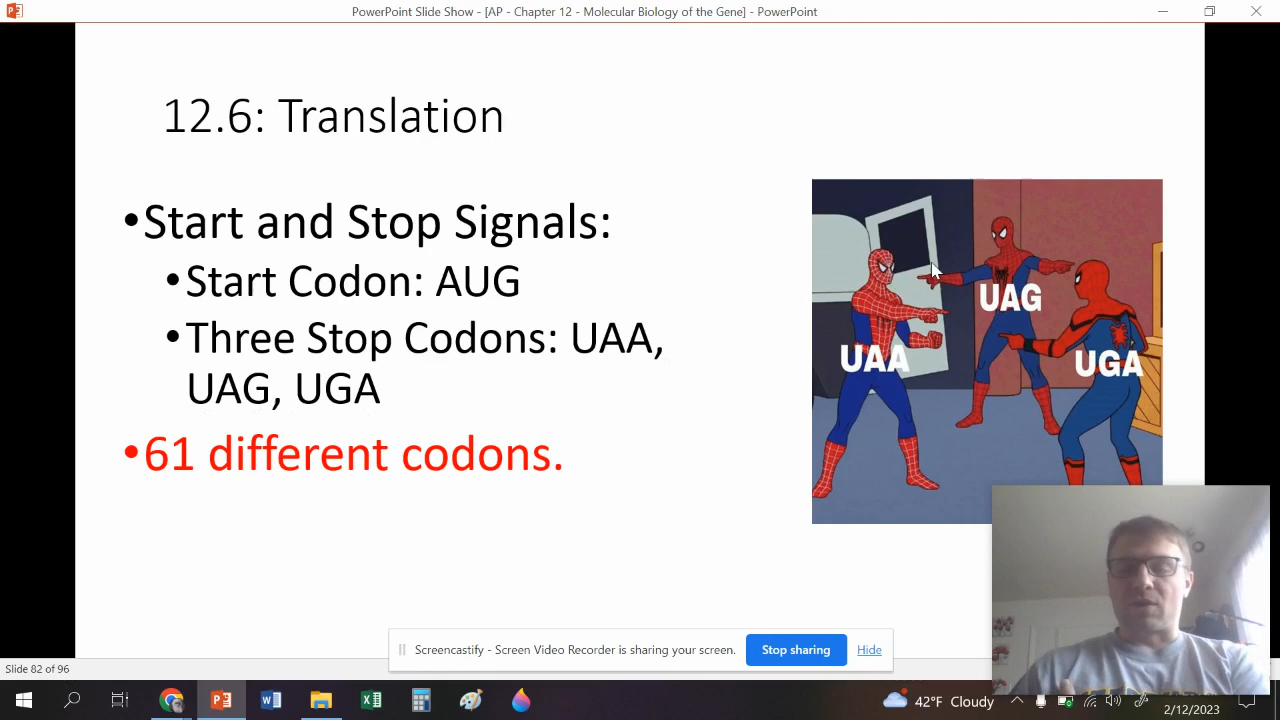 PowerPoint Slide Show - [AP - Chapter 12 - Molecular Biology of the Gene] - PowerPoint
12.6: Translation
•Start and Stop Signals:
•Start Codon: AUG
•Three Stop Codons: UAA,
UAG, UGA
•61 different codons.
UAG
UAA
UGA
Screencastify - Screen Video Recorder is sharing your screen.
Stop sharing
Hide
Slide 82 of 96
42°F Cloudy
2/12/2023